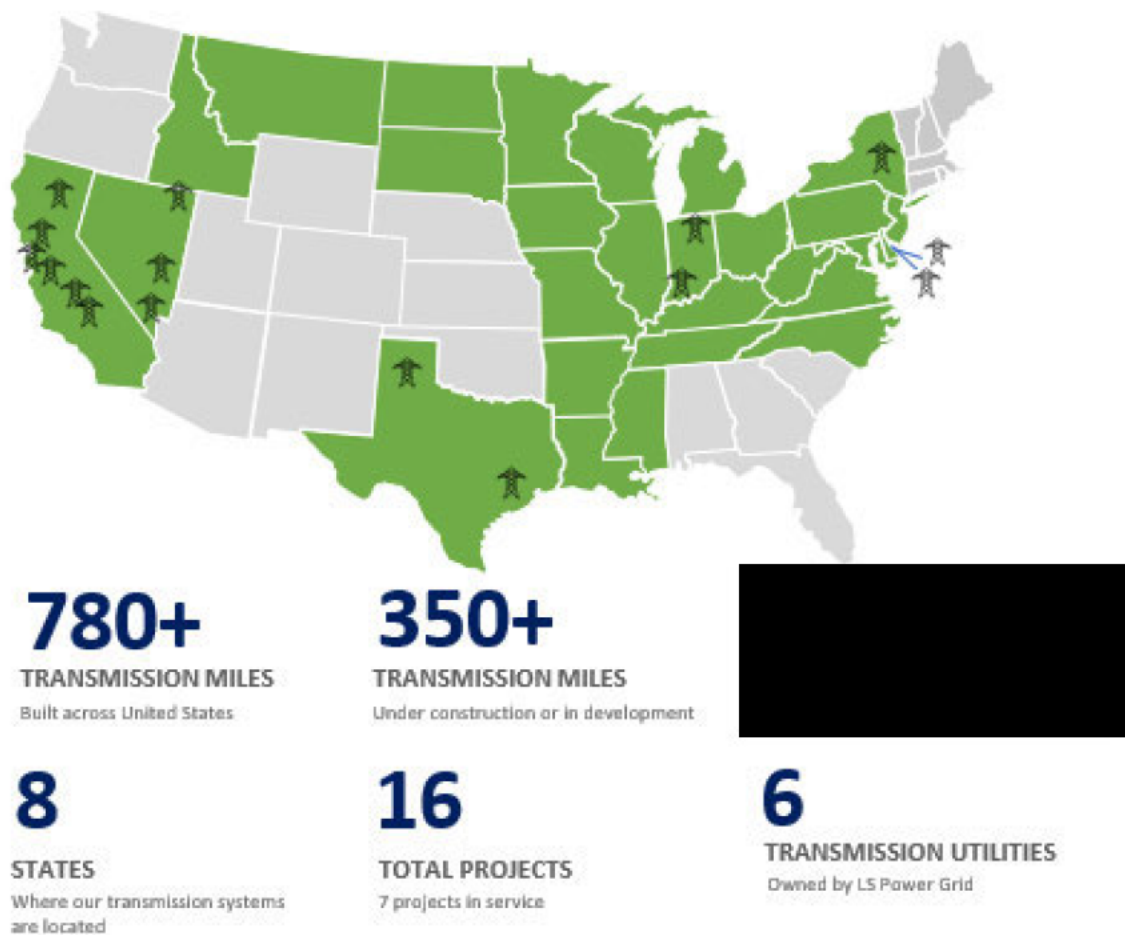 780+
TRANSMISSION MILES
Built across United States
350+
TRANSMISSION MILES
Under construction or in development
8
STATES
Where our transmission systems
are located
16
TOTAL PROJECTS
7 projects in service
6
TRANSMISSION UTILITIES
Owned by LS Power Grid